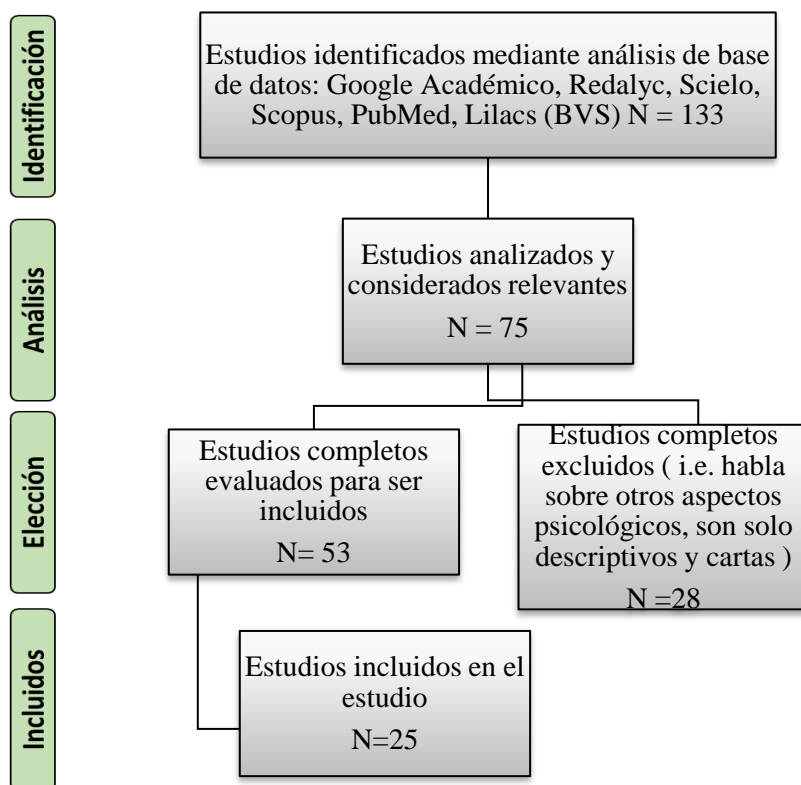 Identificación
Estudios identificados mediante análisis de base
de datos: Google Académico, Redalyc, Scielo,
Scopus, PubMed, Lilacs (BVS) N = 133
Análisis
Estudios analizados y
considerados relevantes
N = 75
Elección
Estudios completos
evaluados para ser
incluidos
N= 53
Estudios completos
excluidos ( i.e. habla
sobre otros aspectos
psicológicos, son solo
descriptivos y cartas )
N =28
Incluidos
Estudios incluidos en el
estudio
N=25